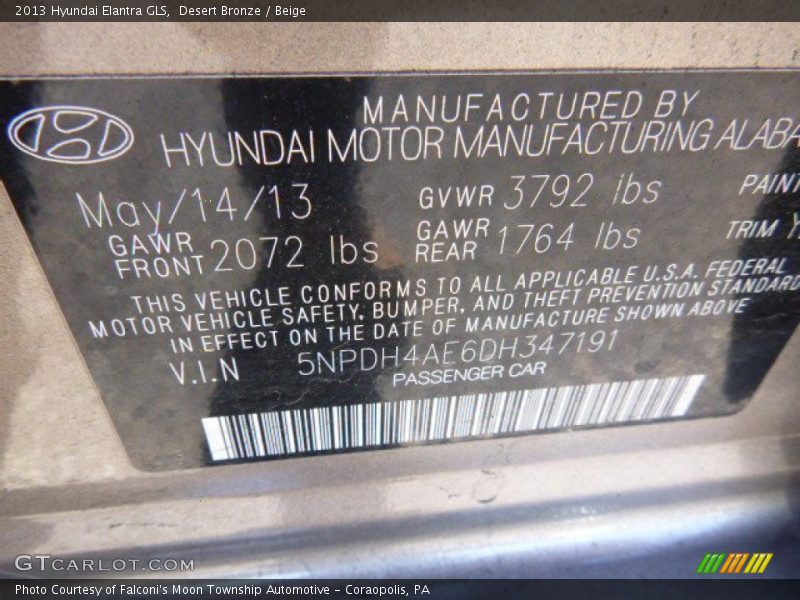 2013 Hyundai Elantra GLS, Desert Bronze / Beige
MANUFACTURED BY
HYUNDAI MOTOR MANUFACTURING ALABA
May/14/13 GVWR 3792 lbs PAINT
GAWR FRONT 2072 lbs GAWR REAR 1764 lbs TRIM Y
THIS VEHICLE CONFORMS TO ALL APPLICABLE U.S.A. FEDERAL
MOTOR VEHICLE SAFETY, BUMPER, AND THEFT PREVENTION STANDARD
IN EFFECT ON THE DATE OF MANUFACTURE SHOWN ABOVE
V.I.N 5NPDH4AE6DH347191
PASSENGER CAR
GTCARLOT.COM
Photo Courtesy of Falconi's Moon Township Automotive - Coraopolis, PA